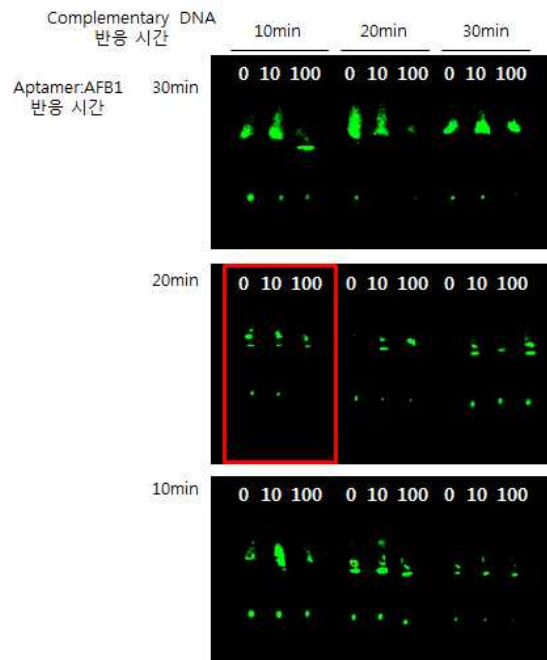 Complementary DNA
반응 시간
10min 20min 30min
Aptamer:AFB1
반응 시간
30min
0 10 100 0 10 100 0 10 100
20min
0 10 100 0 10 100 0 10 100
10min
0 10 100 0 10 100 0 10 100